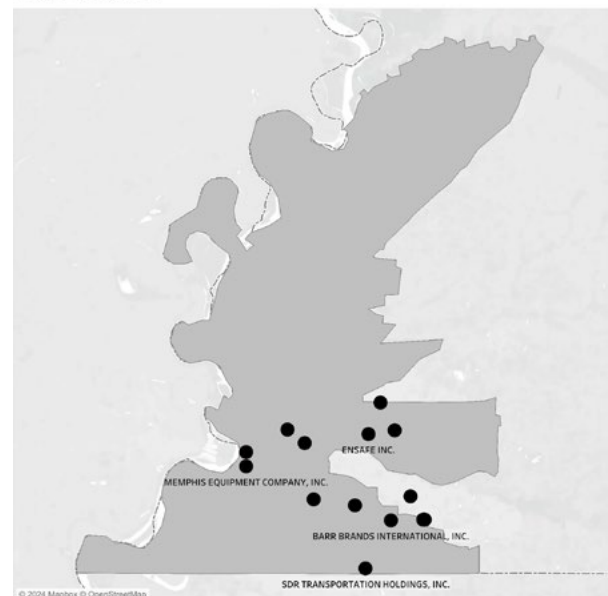 ENSAFE INC.
MEMPHIS EQUIPMENT COMPANY, INC.
BARR BRANDS INTERNATIONAL, INC.
SDR TRANSPORTATION HOLDINGS, INC.
© 2024 Mapbox © OpenStreetMap